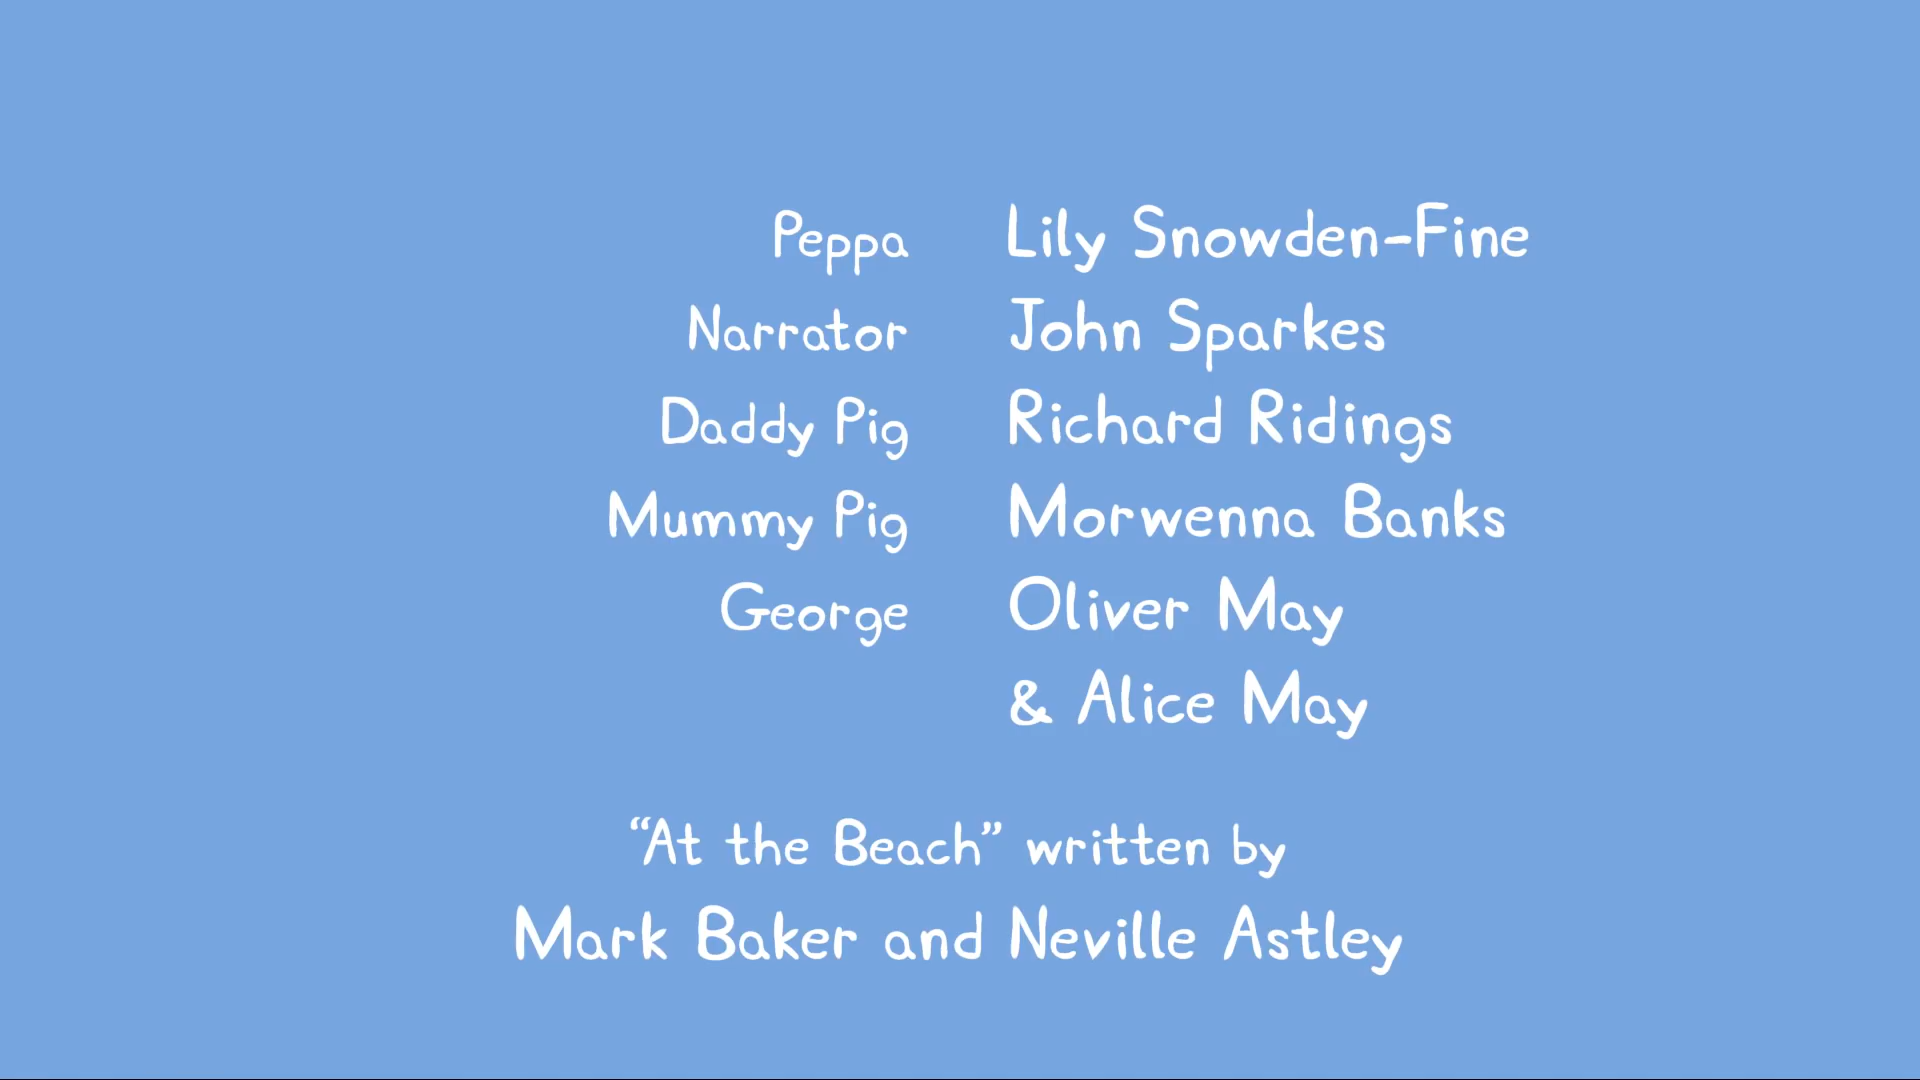 Peppa Lily Snowden-Fine
Narrator John Sparkes
Daddy Pig Richard Ridings
Mummy Pig Morwenna Banks
George Oliver May
& Alice May
“At the Beach” written by
Mark Baker and Neville Astley